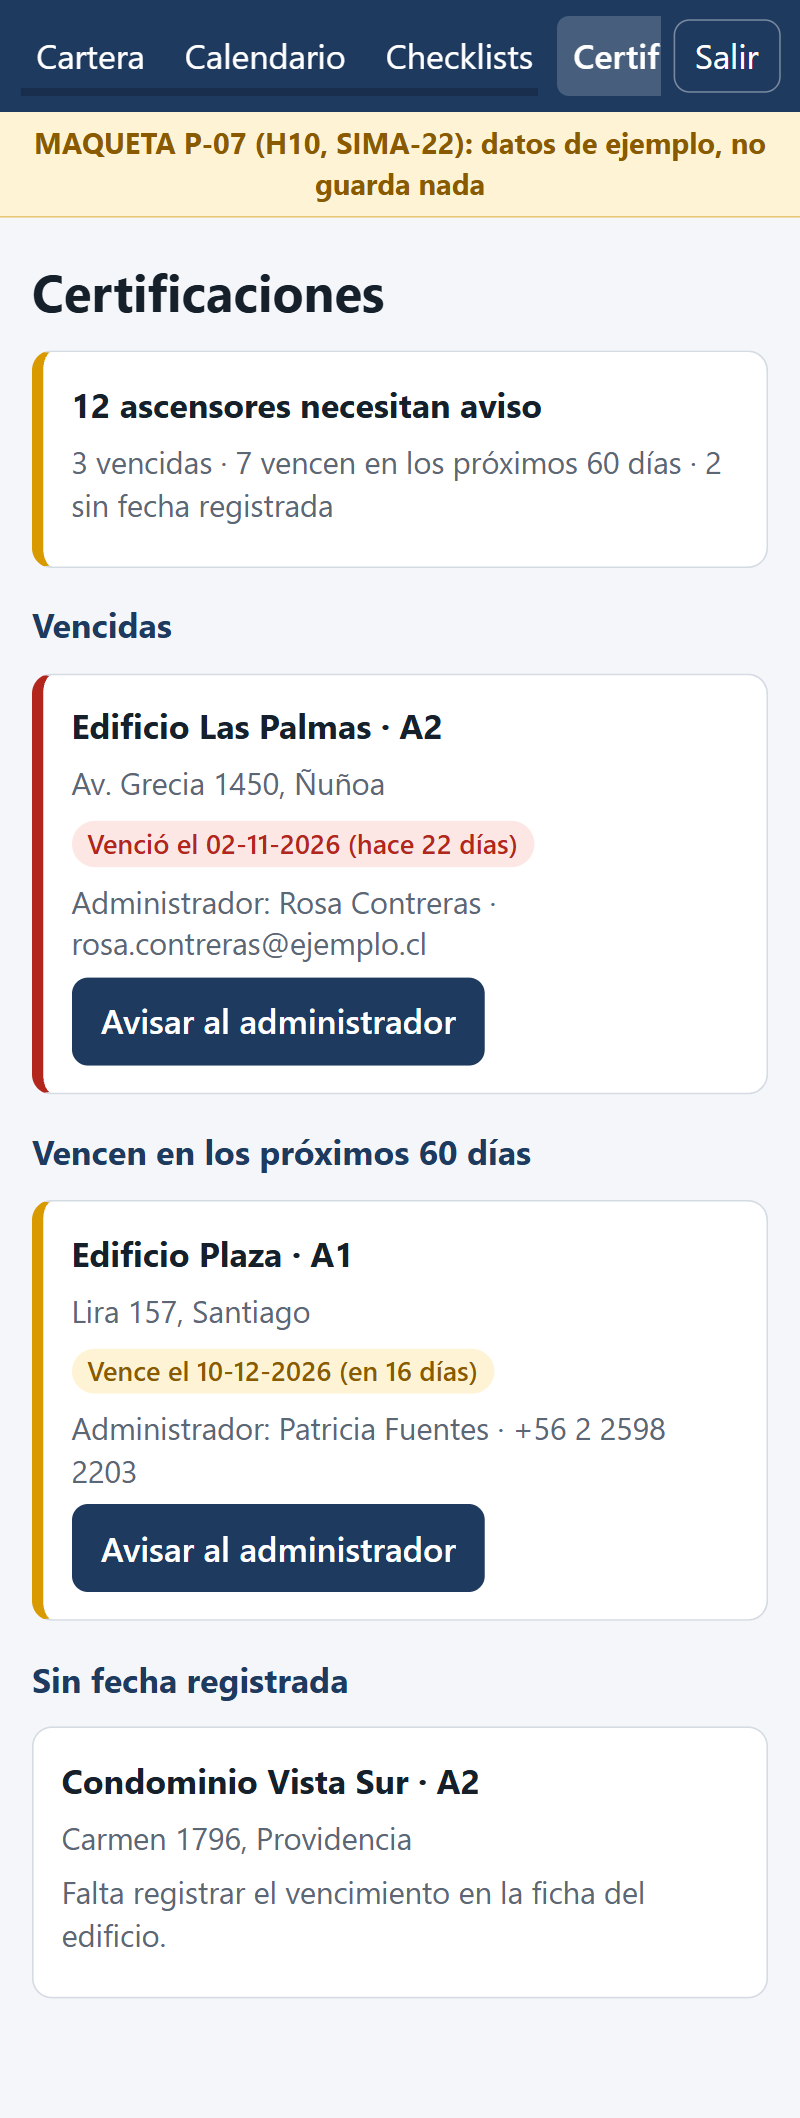 Cartera Calendario Checklists Certif Salir
MAQUETA P-07 (H10, SIMA-22): datos de ejemplo, no
guarda nada
Certificaciones
12 ascensores necesitan aviso
3 vencidas · 7 vencen en los próximos 60 días · 2
sin fecha registrada
Vencidas
Edificio Las Palmas · A2
Av. Grecia 1450, Ñuñoa
Venció el 02-11-2026 (hace 22 días)
Administrador: Rosa Contreras ·
rosa.contreras@ejemplo.cl
Avisar al administrador
Vencen en los próximos 60 días
Edificio Plaza · A1
Lira 157, Santiago
Vence el 10-12-2026 (en 16 días)
Administrador: Patricia Fuentes · +56 2 2598
2203
Avisar al administrador
Sin fecha registrada
Condominio Vista Sur · A2
Carmen 1796, Providencia
Falta registrar el vencimiento en la ficha del
edificio.